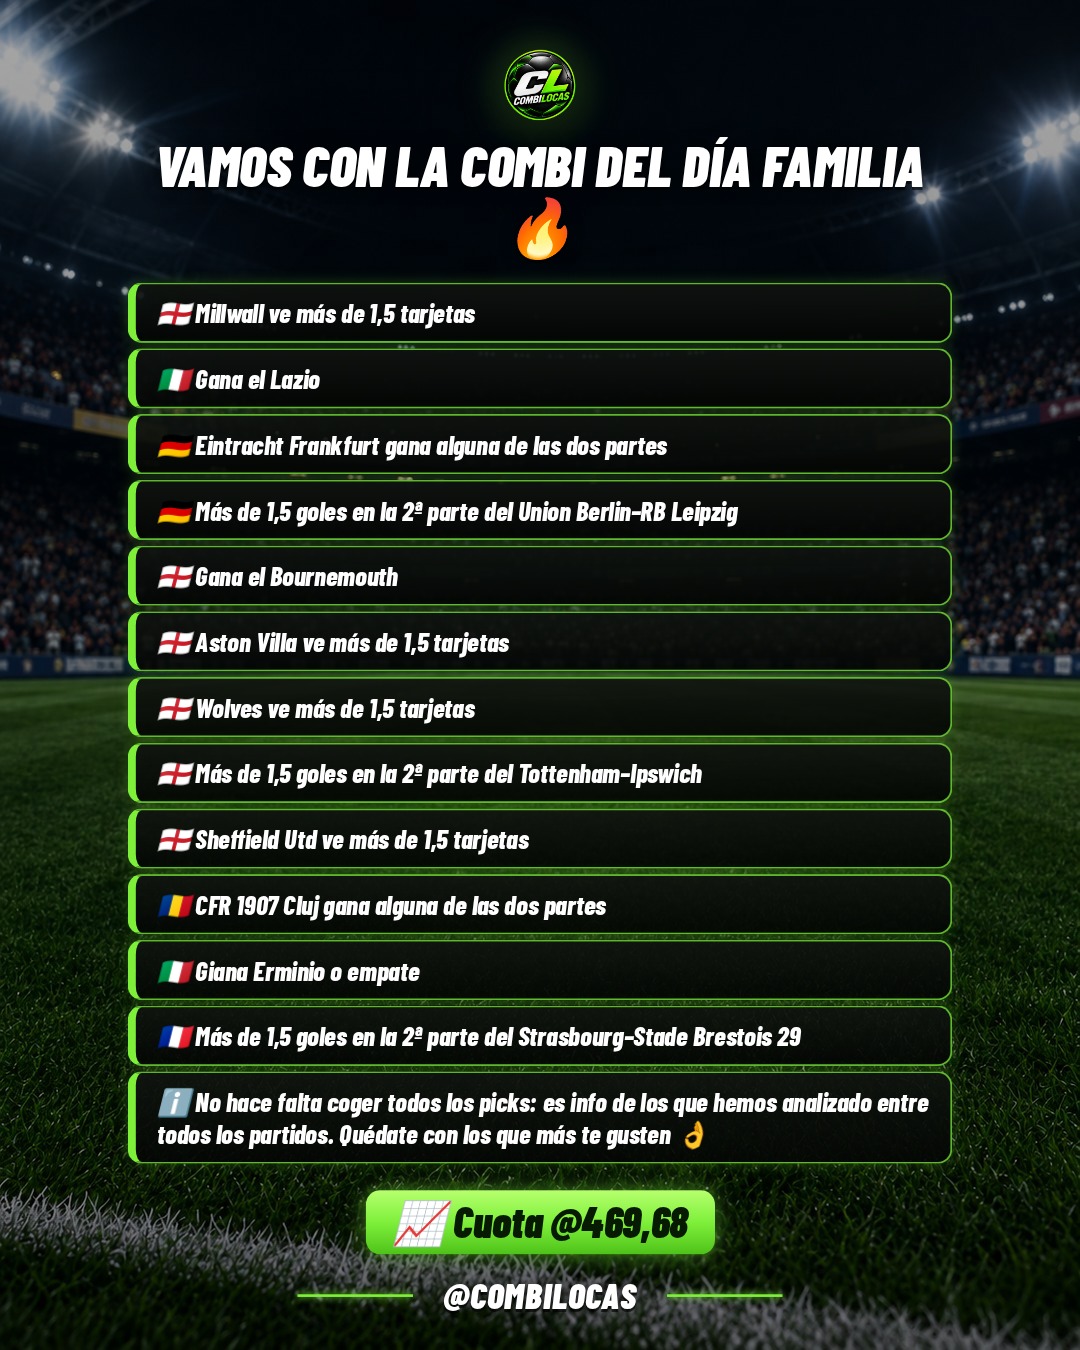 CL
COMBILOCAS
VAMOS CON LA COMBI DEL DÍA FAMILIA
🔥
🏴󠁧󠁢󠁥󠁮󠁧󠁿 Millwall ve más de 1,5 tarjetas
🇮🇹 Gana el Lazio
🇩🇪 Eintracht Frankfurt gana alguna de las dos partes
🇩🇪 Más de 1,5 goles en la 2ª parte del Union Berlin-RB Leipzig
🏴󠁧󠁢󠁥󠁮󠁧󠁿 Gana el Bournemouth
🏴󠁧󠁢󠁥󠁮󠁧󠁿 Aston Villa ve más de 1,5 tarjetas
🏴󠁧󠁢󠁥󠁮󠁧󠁿 Wolves ve más de 1,5 tarjetas
🏴󠁧󠁢󠁥󠁮󠁧󠁿 Más de 1,5 goles en la 2ª parte del Tottenham-Ipswich
🏴󠁧󠁢󠁥󠁮󠁧󠁿 Sheffield Utd ve más de 1,5 tarjetas
🇷🇴 CFR 1907 Cluj gana alguna de las dos partes
🇮🇹 Giana Erminio o empate
🇫🇷 Más de 1,5 goles en la 2ª parte del Strasbourg-Stade Brestois 29
ℹ️ No hace falta coger todos los picks: es info de los que hemos analizado entre
todos los partidos. Quédate con los que más te gusten 👌
📈 Cuota @469,68
@COMBILOCAS